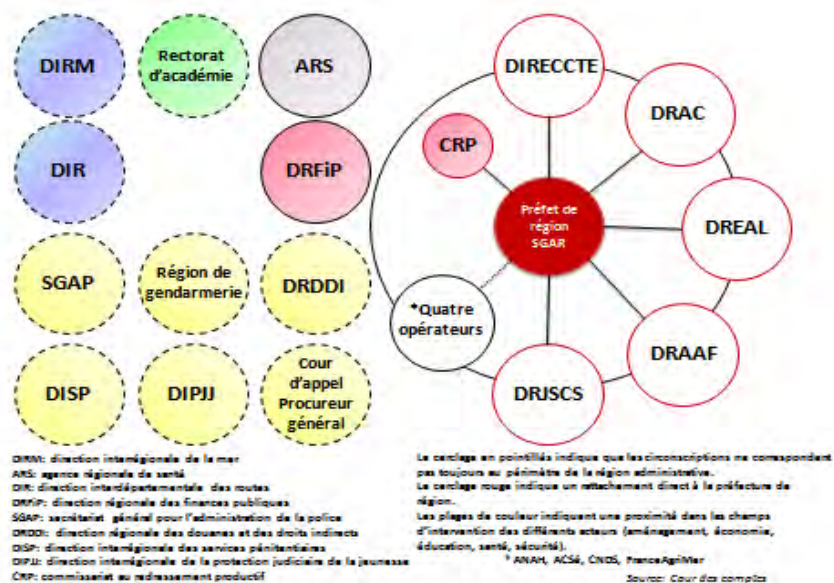 DIRM
Rectorat
d'académie
ARS
DIRECCTE
DRAC
CRP
DIR
DRFiP
Préfet de
région
SGAR
DREAL
SGAP
Région de
gendarmerie
DRDDI
*Quatre
opérateurs
DRAAF
DISP
DIPJJ
Cour
d'appel
Procureur
général
DRJSCS
DIRM: direction interrégionale de la mer
ARS: agence régionale de santé
DIR: direction interdépartementale des routes
DRFiP: direction régionale des finances publiques
SGAP: secrétariat général pour l'administration de la police
DRDDI: direction régionale des douanes et des droits indirects
DISP: direction interrégionale des services pénitentiaires
DIPJJ: direction interrégionale de la protection judiciaire de la jeunesse
CRP: commissariat au redressement productif
Le cerclage en pointillés indique que les circonscriptions ne correspondent
pas toujours au périmètre de la région administrative.
Le cerclage rouge indique un rattachement direct à la préfecture de
région.
Les plages de couleur indiquent une proximité dans les champs
d'intervention des différents acteurs (aménagement, économie,
éducation, santé, sécurité).
* ANAH, ACSé, CNDS, FranceAgriMer
Source: Cour des comptes